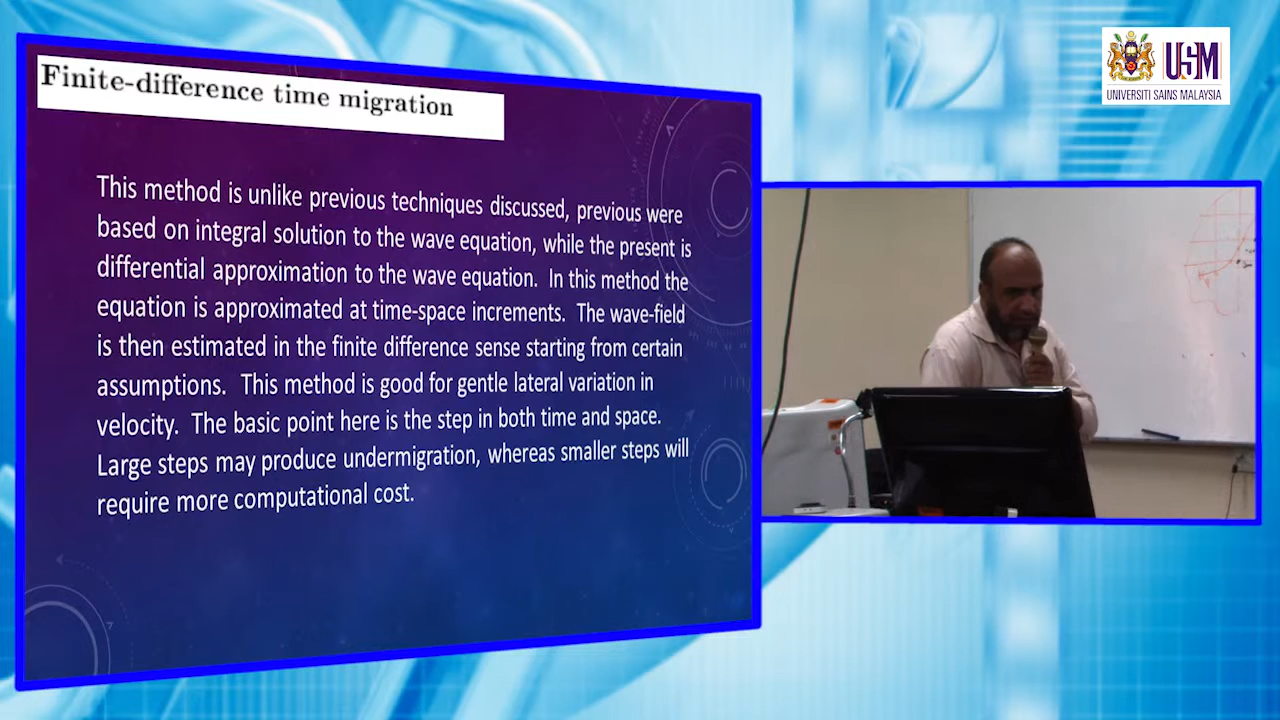 Finite-difference time migration
This method is unlike previous techniques discussed, previous were
based on integral solution to the wave equation, while the present is
differential approximation to the wave equation. In this method the
equation is approximated at time-space increments. The wave-field
is then estimated in the finite difference sense starting from certain
assumptions. This method is good for gentle lateral variation in
velocity. The basic point here is the step in both time and space.
Large steps may produce undermigration, whereas smaller steps will
require more computational cost.
USM
UNIVERSITI SAINS MALAYSIA